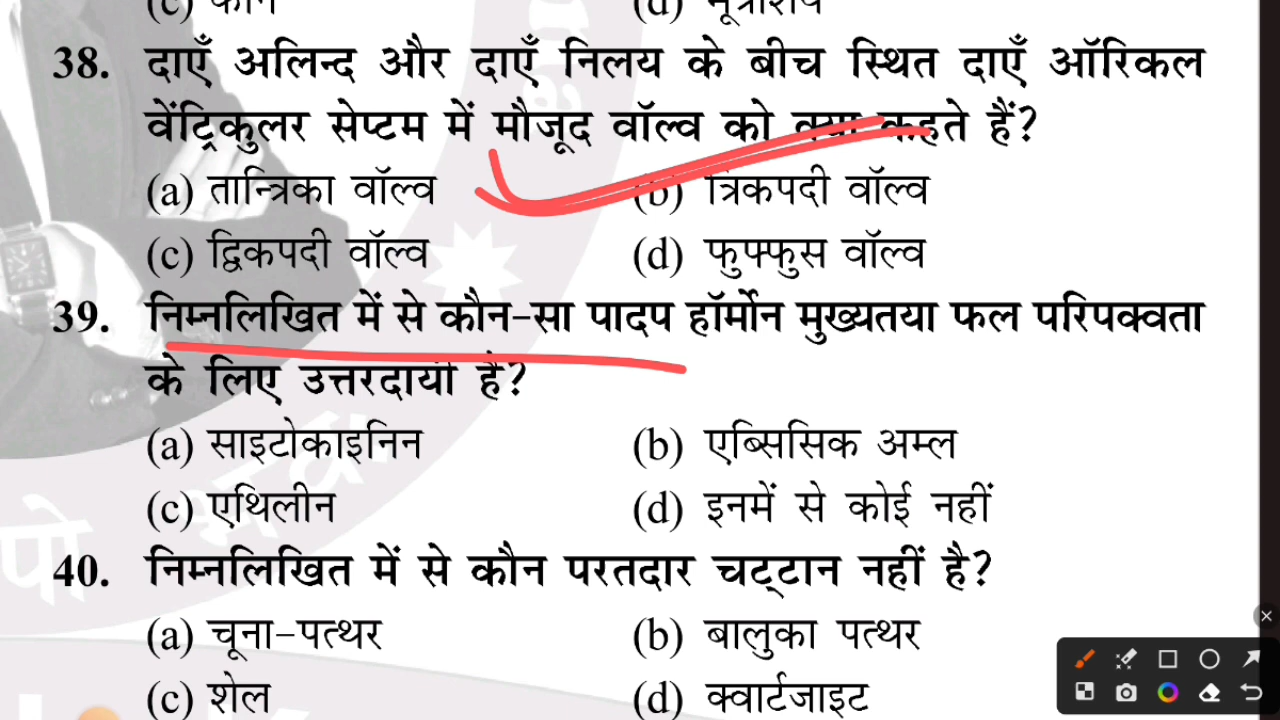 (c) कान (d) मूत्राशय
38. दाएँ अलिन्द और दाएँ निलय के बीच स्थित दाएँ ऑरिकल
वेंट्रिकुलर सेप्टम में मौजूद वॉल्व को क्या कहते हैं?
(a) तान्त्रिका वॉल्व (b) त्रिकपदी वॉल्व
(c) द्विकपदी वॉल्व (d) फुफ्फुस वॉल्व
39. निम्नलिखित में से कौन-सा पादप हॉर्मोन मुख्यतया फल परिपक्वता
के लिए उत्तरदायी है?
(a) साइटोकाइनिन (b) एब्सिसिक अम्ल
(c) एथिलीन (d) इनमें से कोई नहीं
40. निम्नलिखित में से कौन परतदार चट्टान नहीं है?
(a) चूना-पत्थर (b) बालुका पत्थर
(c) शेल (d) क्वार्टजाइट